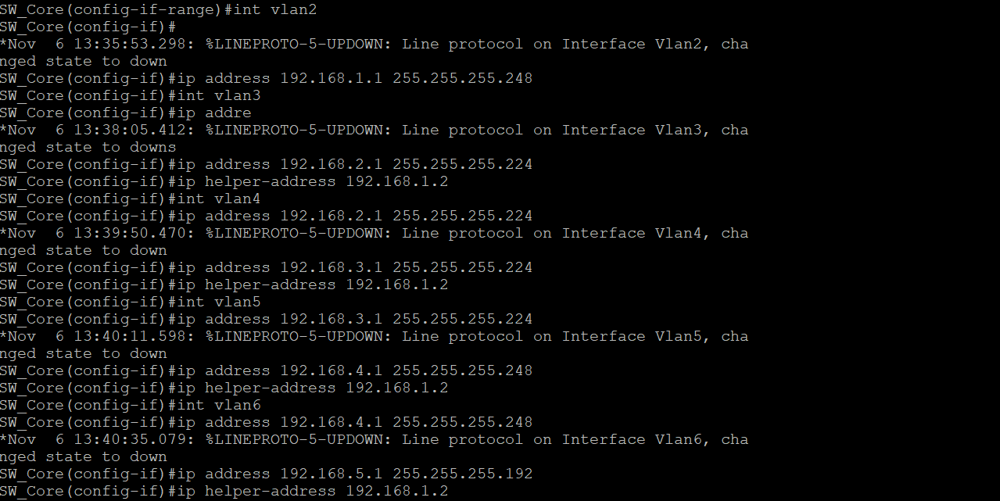 SW_Core(config-if-range)#int vlan2
SW_Core(config-if)#
*Nov  6 13:35:53.298: %LINEPROTO-5-UPDOWN: Line protocol on Interface Vlan2, cha
nged state to down
SW_Core(config-if)#ip address 192.168.1.1 255.255.255.248
SW_Core(config-if)#int vlan3
SW_Core(config-if)#ip addre
*Nov  6 13:38:05.412: %LINEPROTO-5-UPDOWN: Line protocol on Interface Vlan3, cha
nged state to downs
SW_Core(config-if)#ip address 192.168.2.1 255.255.255.224
SW_Core(config-if)#ip helper-address 192.168.1.2
SW_Core(config-if)#int vlan4
SW_Core(config-if)#ip address 192.168.2.1 255.255.255.224
*Nov  6 13:39:50.470: %LINEPROTO-5-UPDOWN: Line protocol on Interface Vlan4, cha
nged state to down
SW_Core(config-if)#ip address 192.168.3.1 255.255.255.224
SW_Core(config-if)#ip helper-address 192.168.1.2
SW_Core(config-if)#int vlan5
SW_Core(config-if)#ip address 192.168.3.1 255.255.255.224
*Nov  6 13:40:11.598: %LINEPROTO-5-UPDOWN: Line protocol on Interface Vlan5, cha
nged state to down
SW_Core(config-if)#ip address 192.168.4.1 255.255.255.248
SW_Core(config-if)#ip helper-address 192.168.1.2
SW_Core(config-if)#int vlan6
SW_Core(config-if)#ip address 192.168.4.1 255.255.255.248
*Nov  6 13:40:35.079: %LINEPROTO-5-UPDOWN: Line protocol on Interface Vlan6, cha
nged state to down
SW_Core(config-if)#ip address 192.168.5.1 255.255.255.192
SW_Core(config-if)#ip helper-address 192.168.1.2